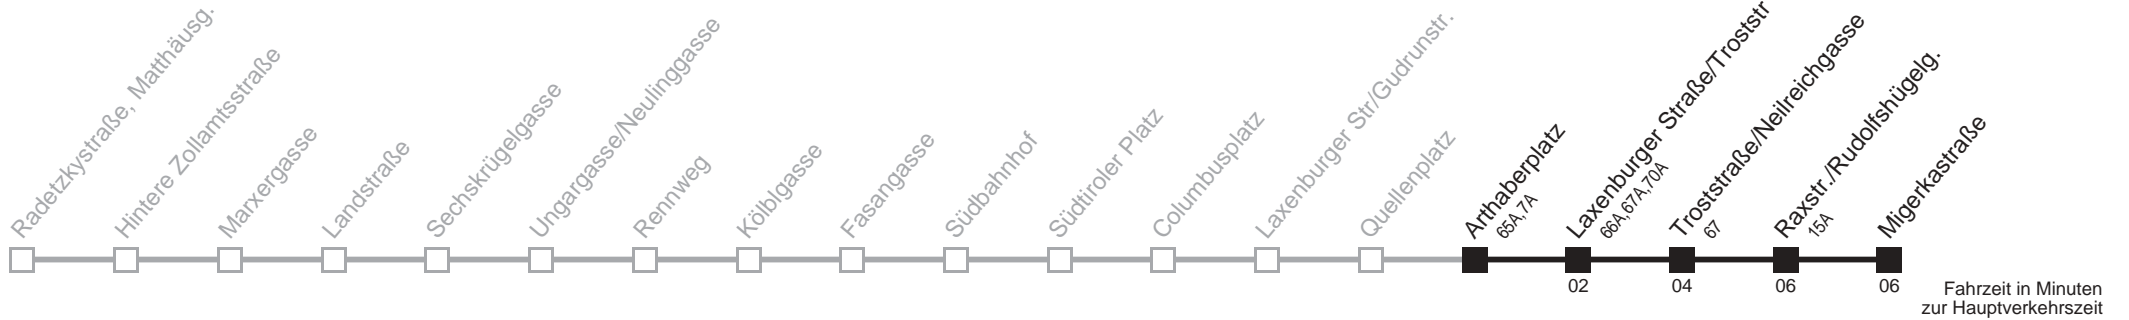 Radetzkystraße, Matthäusg.
Hintere Zollamtsstraße
Marxergasse
Landstraße
Sechskrügelgasse
Ungargasse/Neulinggasse
Rennweg
Kölblgasse
Fasangasse
Südbahnhof
Südtiroler Platz
Columbusplatz
Laxenburger Str/Gudrunstr.
Quellenplatz
Arthaberplatz
65A,7A
Laxenburger Straße/Troststr
66A,67A,70A
Troststraße/Neilreichgasse
67
Raxstr./Rudolfshügelg.
15A
Migerkastraße
02
04
06
06
Fahrzeit in Minuten
zur Hauptverkehrszeit